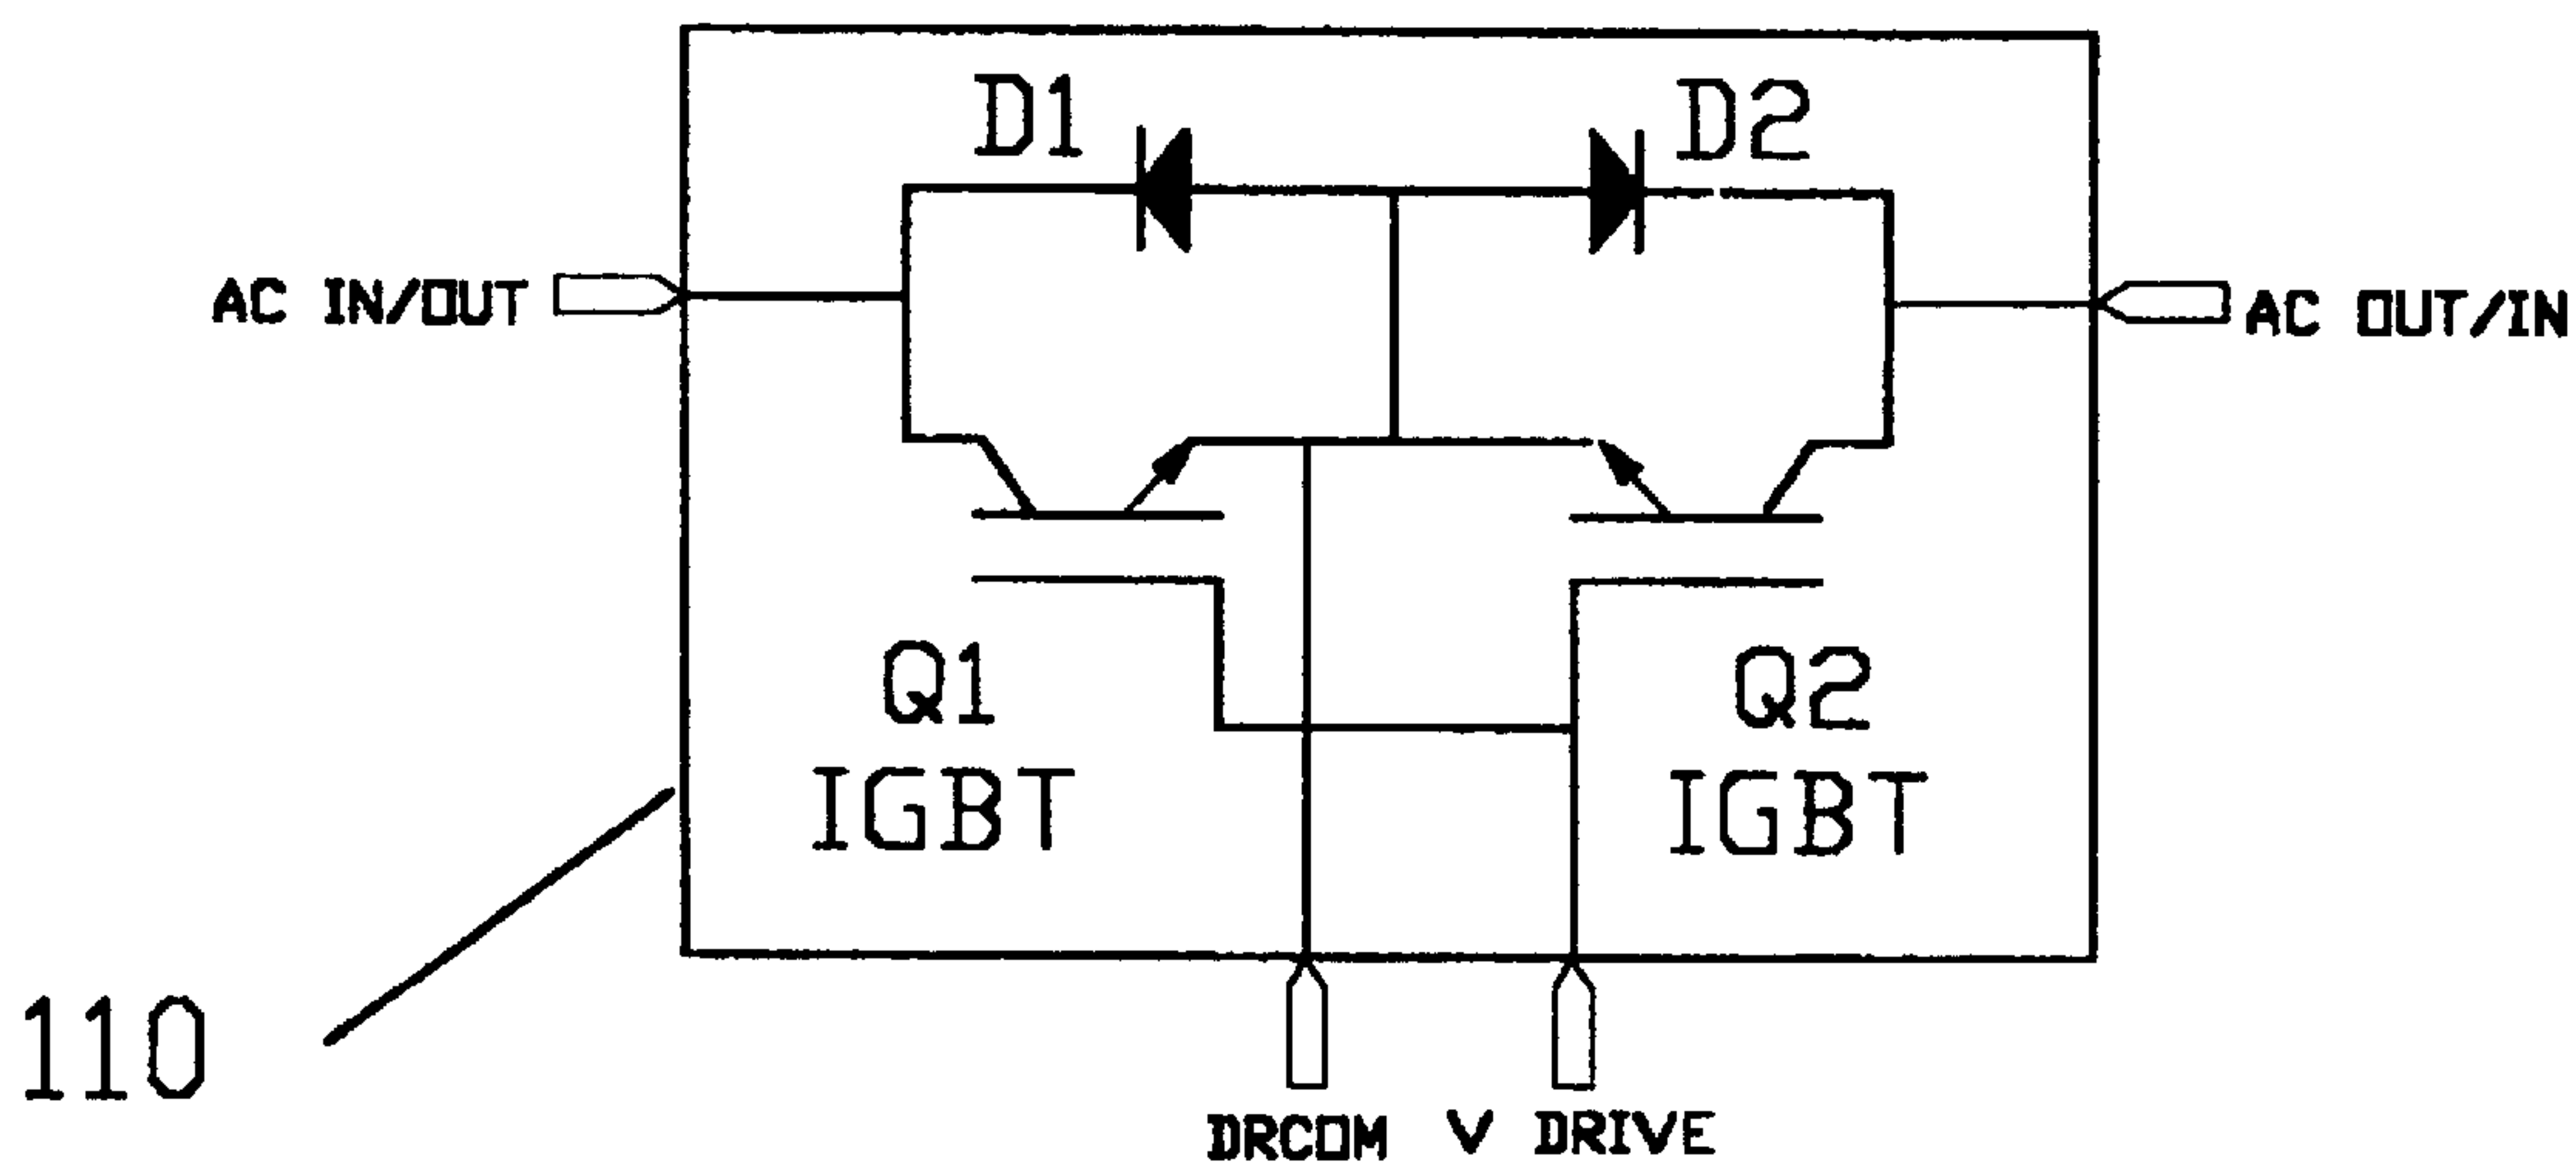 D1
D2
AC IN/OUT
AC OUT/IN
Q1
IGBT
Q2
IGBT
110
DRCOM
V DRIVE